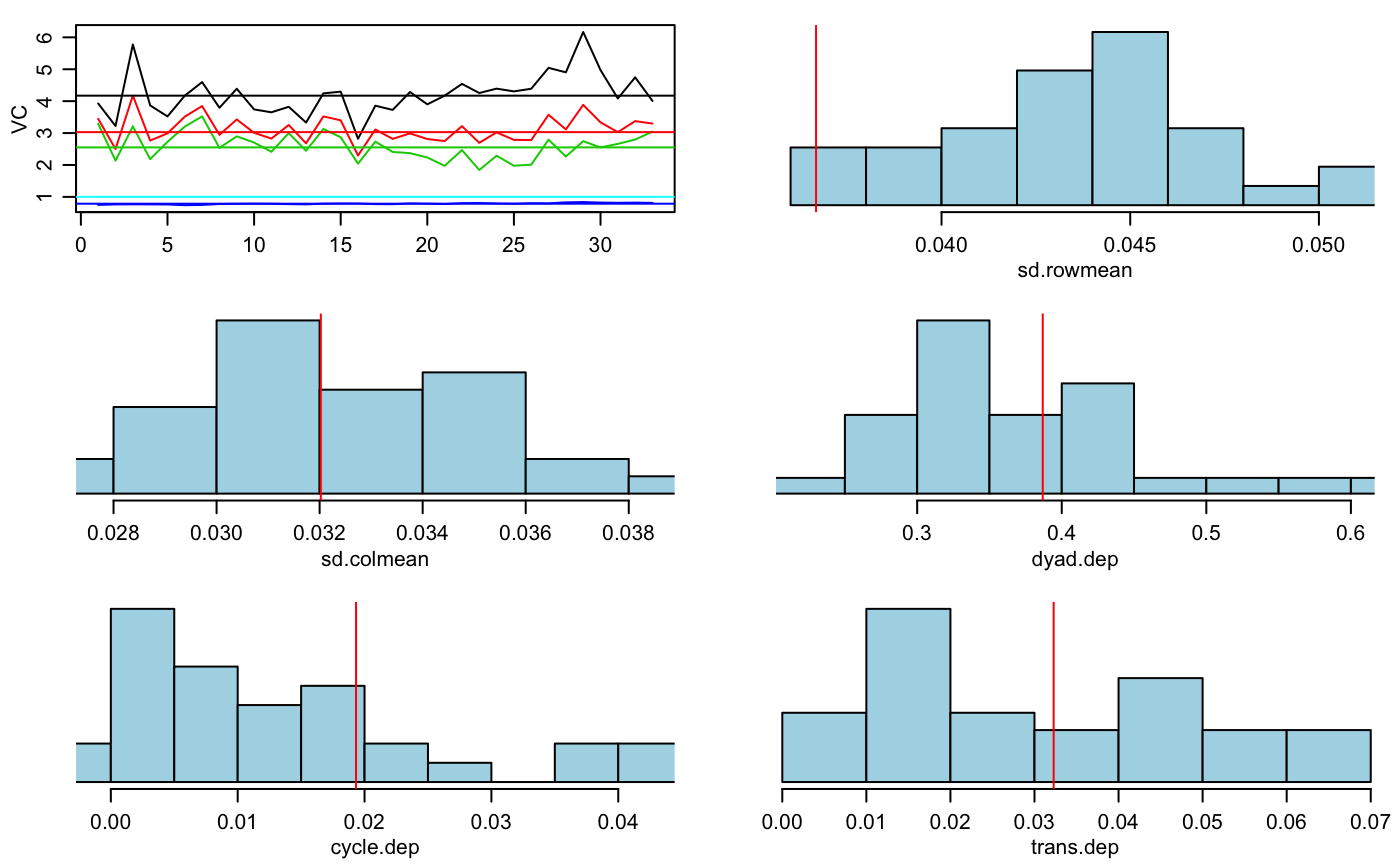 VC
6
5
4
3
2
1
0 5 10 15 20 25 30
0.040 0.045 0.050
sd.rowmean
0.028 0.030 0.032 0.034 0.036 0.038
sd.colmean
0.3 0.4 0.5 0.6
dyad.dep
0.00 0.01 0.02 0.03 0.04
cycle.dep
0.00 0.01 0.02 0.03 0.04 0.05 0.06 0.07
trans.dep